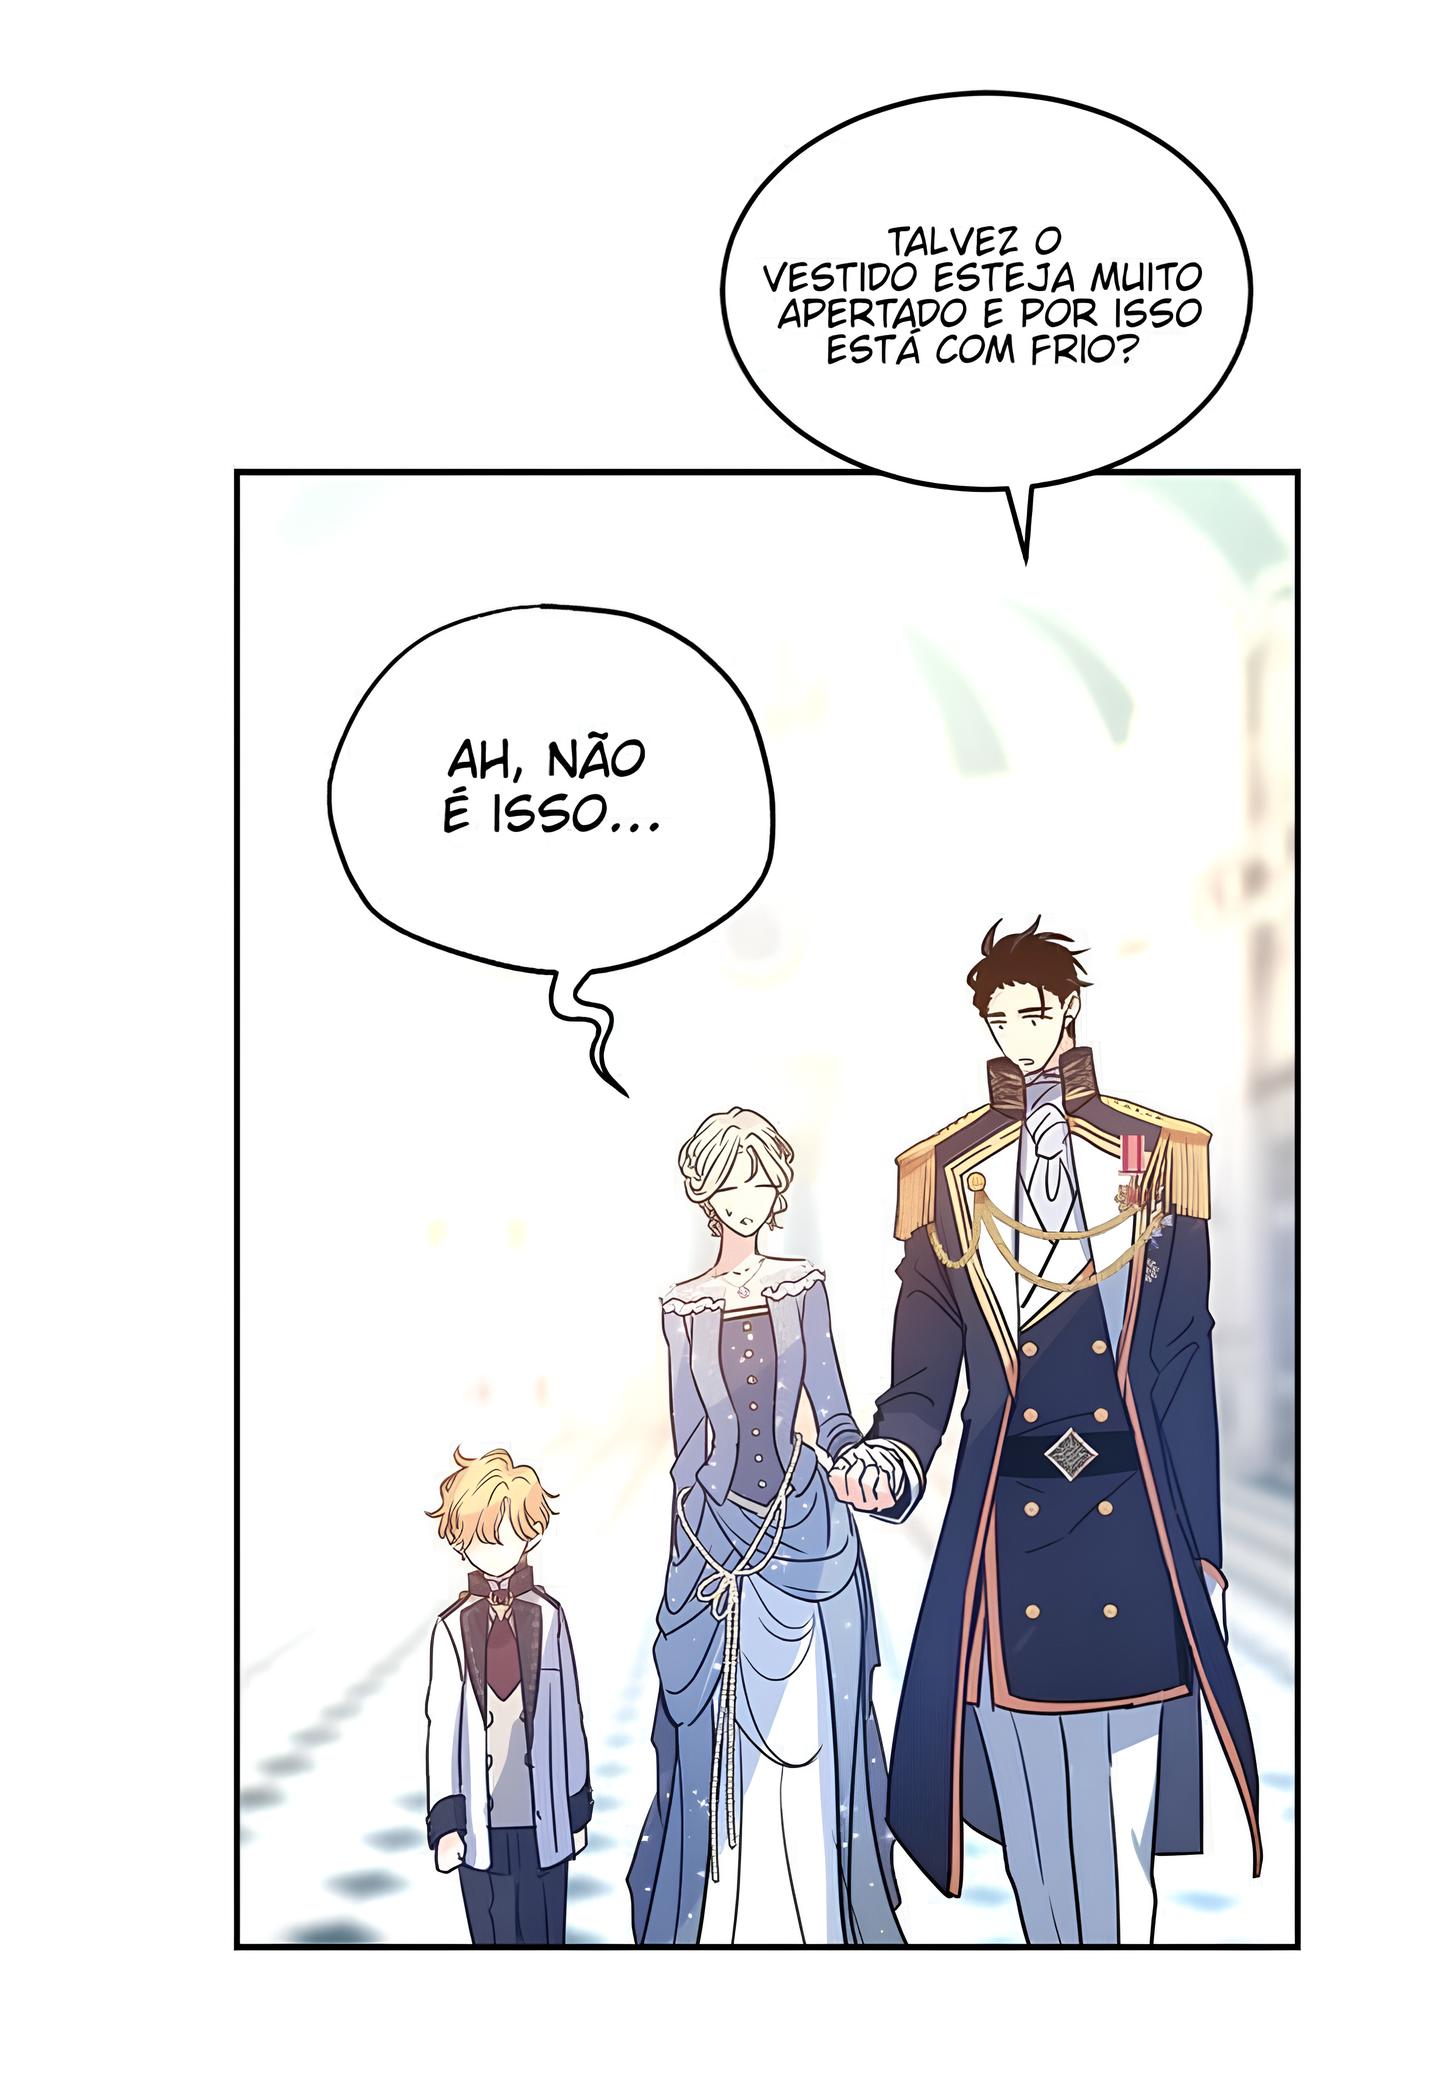 TALVEZ O
VESTIDO ESTEJA MUITO
APERTADO E POR ISSO
ESTÁ COM FRIO?
AH, NÃO
É ISSO...